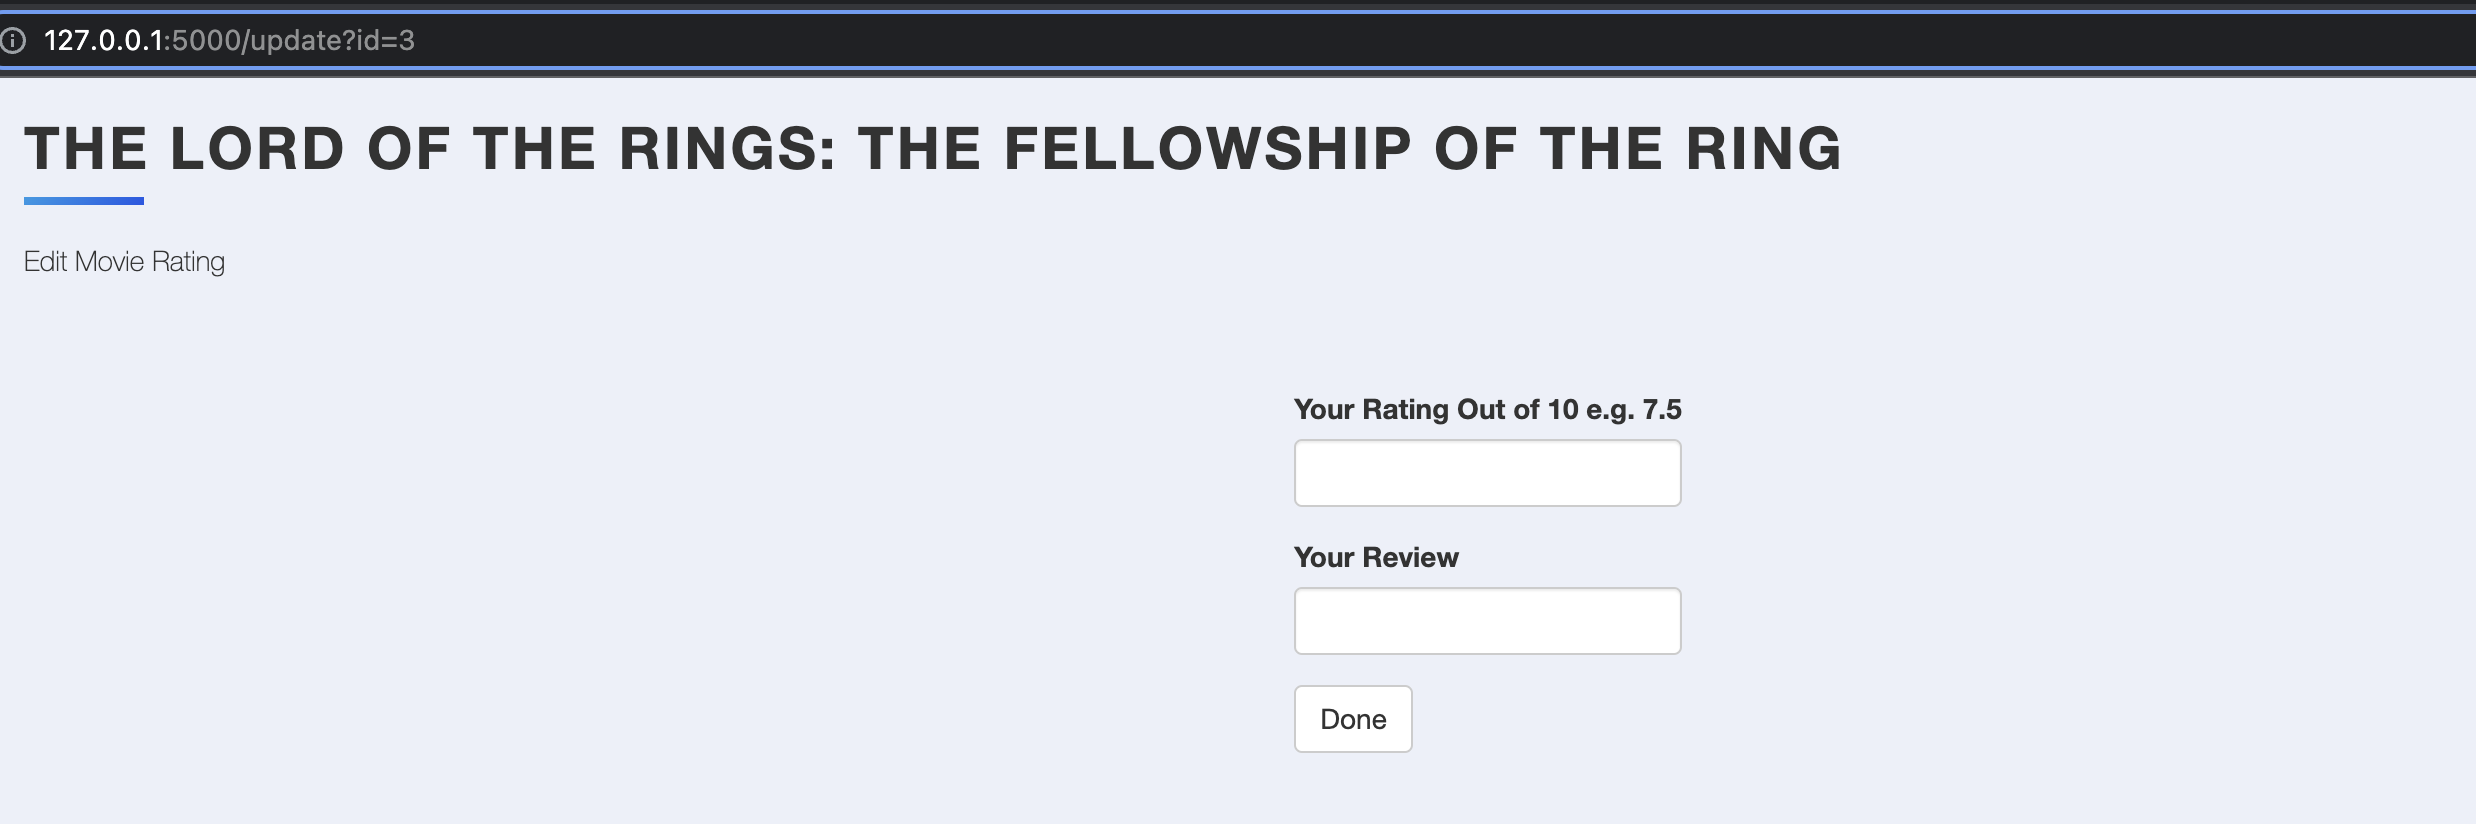 127.0.0.1:5000/update?id=3
THE LORD OF THE RINGS: THE FELLOWSHIP OF THE RING
Edit Movie Rating
Your Rating Out of 10 e.g. 7.5
Your Review
Done